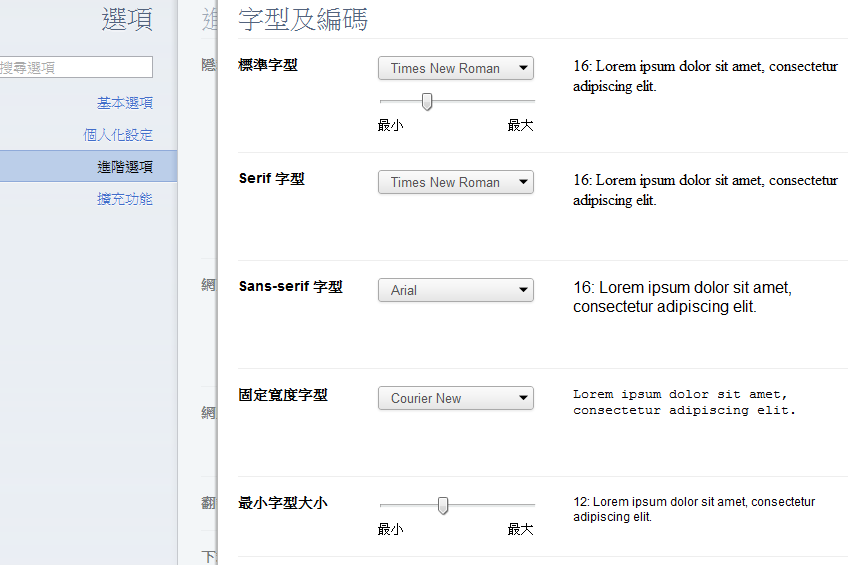 選項
搜尋選項
基本選項
個人化設定
進階選項
擴充功能
進
隱
網
網
翻
下
字型及編碼
標準字型
Times New Roman
最小 最大
16: Lorem ipsum dolor sit amet, consectetur
adipiscing elit.
Serif 字型
Times New Roman
16: Lorem ipsum dolor sit amet, consectetur
adipiscing elit.
Sans-serif 字型
Arial
16: Lorem ipsum dolor sit amet,
consectetur adipiscing elit.
固定寬度字型
Courier New
Lorem ipsum dolor sit amet,
consectetur adipiscing elit.
最小字型大小
最小 最大
12: Lorem ipsum dolor sit amet, consectetur
adipiscing elit.